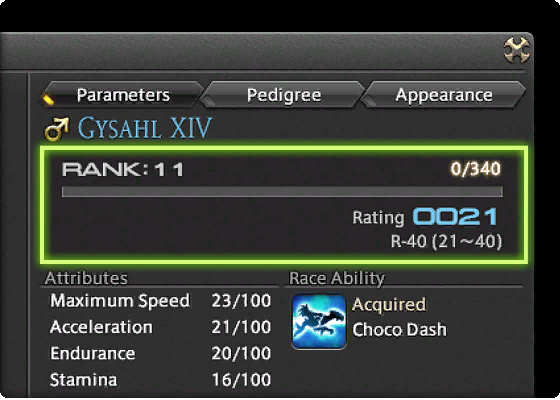 Parameters Pedigree Appearance
♂ GYSAHL XIV
RANK: 11 0/340
Rating 0021
R-40 (21~40)
Attributes Race Ability
Maximum Speed 23/100 Acquired
Acceleration 21/100 Choco Dash
Endurance 20/100
Stamina 16/100